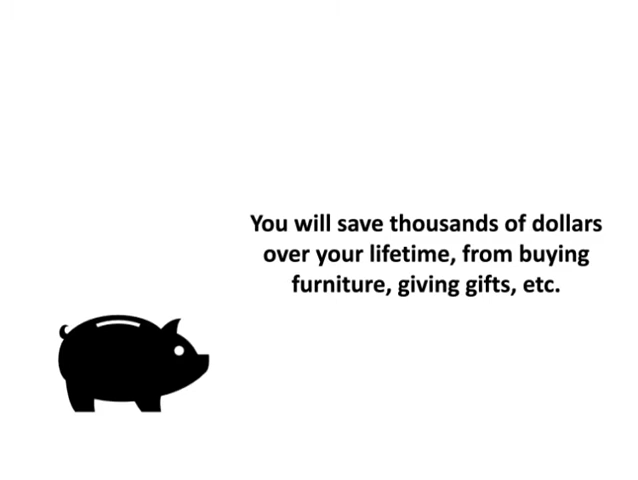 You will save thousands of dollars
over your lifetime, from buying
furniture, giving gifts, etc.